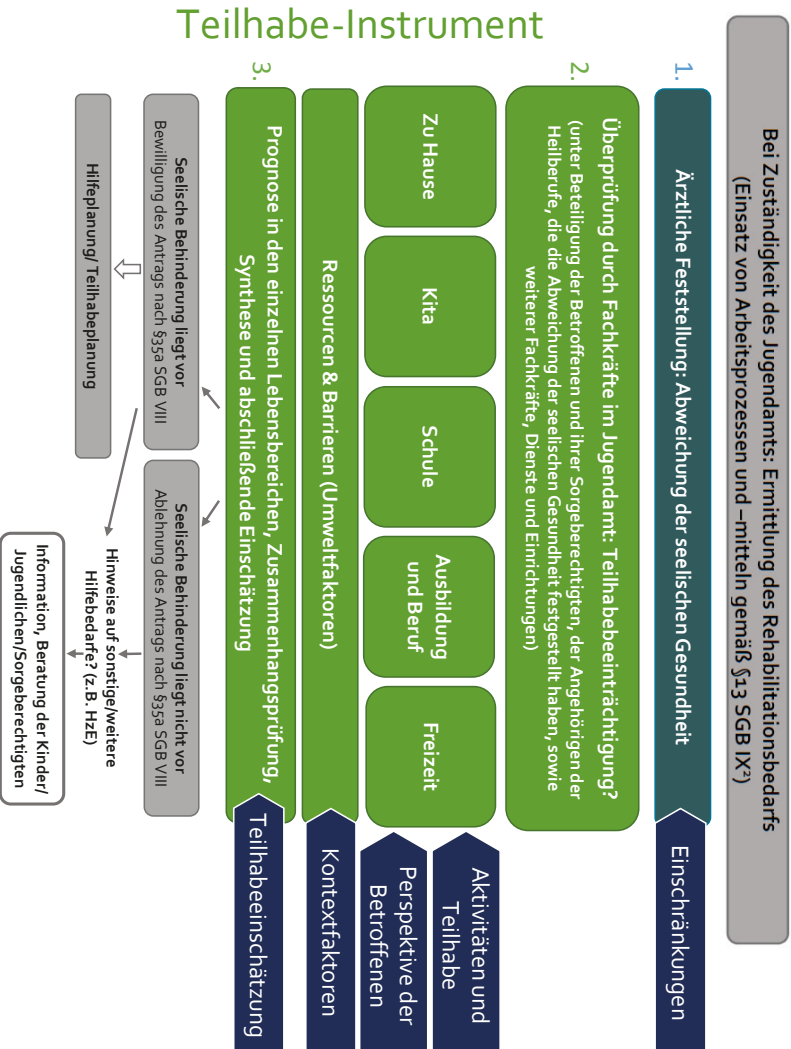 Teilhabe-Instrument
Bei Zuständigkeit des Jugendamts: Ermittlung des Rehabilitationsbedarfs
(Einsatz von Arbeitsprozessen und –mitteln gemäß §13 SGB IX²)
1.
Ärztliche Feststellung: Abweichung der seelischen Gesundheit
Einschränkungen
2.
Überprüfung durch Fachkräfte im Jugendamt: Teilhabebeeinträchtigung?
(unter Beteiligung der Betroffenen und ihrer Sorgeberechtigten, der Angehörigen der
Heilberufe, die die Abweichung der seelischen Gesundheit festgestellt haben, sowie
weiterer Fachkräfte, Dienste und Einrichtungen)
Zu Hause
Kita
Schule
Ausbildung
und Beruf
Freizeit
Aktivitäten und
Teilhabe
Perspektive der
Betroffenen
Ressourcen & Barrieren (Umweltfaktoren)
Kontextfaktoren
3.
Prognose in den einzelnen Lebensbereichen, Zusammenhangsprüfung,
Synthese und abschließende Einschätzung
Teilhabeeinschätzung
Seelische Behinderung liegt vor
Bewilligung des Antrags nach §35a SGB VIII
Seelische Behinderung liegt nicht vor
Ablehnung des Antrags nach §35a SGB VIII
Hilfeplanung/ Teilhabeplanung
Hinweise auf sonstige/weitere
Hilfebedarfe? (z.B. HzE)
Information, Beratung der Kinder/
Jugendlichen/Sorgeberechtigten